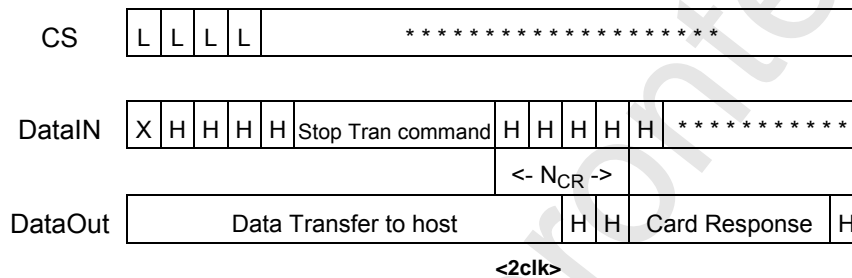 CS L L L L * * * * * * * * * * * * * * * * * * * *
DataIN X H H H H Stop Tran command H H H H H * * * * * * * * * * *
<- NCR ->
DataOut Data Transfer to host H H Card Response H
<2clk>